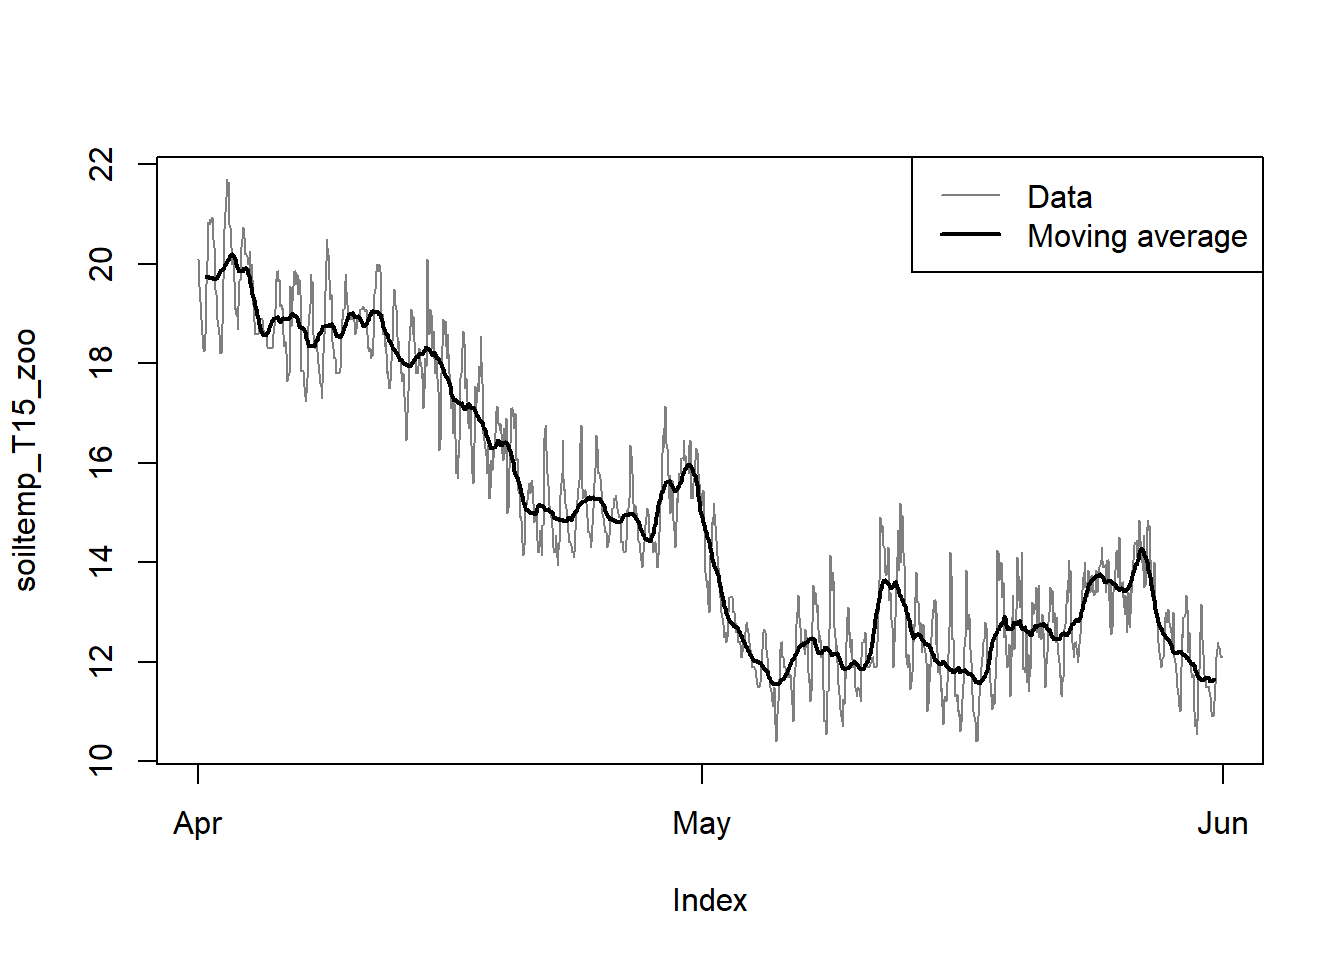 22
20
18
16
14
12
10
soiltemp_T15_zoo
Data
Moving average
Apr
May
Jun
Index